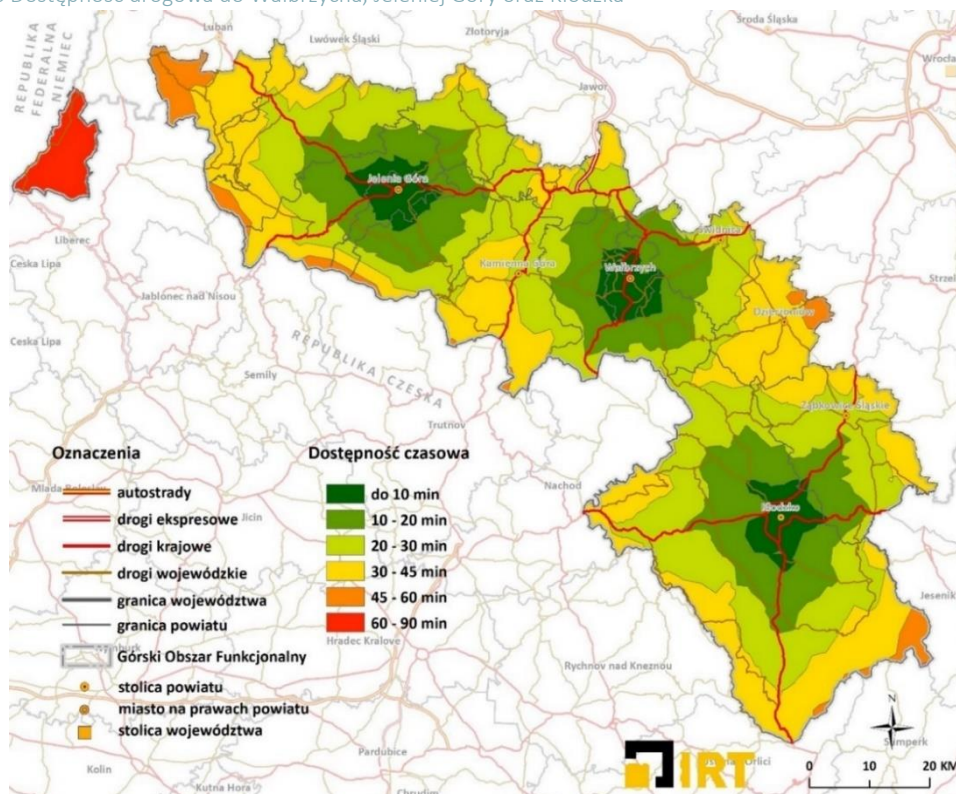 Dostępność drogowa do Wałbrzycha, Jeleniej Góry oraz Kłodzka
REPUBLIKA
FEDERALNA
NIEMIEC
Lubań
Lwówek Śląski
Złotoryja
Środa Śląska
Wrocław
Jawor
Jelenia Góra
Świdnica
Liberec
Ceska Lipa
Kamienna Góra
Wałbrzych
Strzel
Jablonec nad Nisou
Dzierżoniów
Ceska Lipa
REPUBLIKA CZESKA
Semily
Ząbkowice Śląskie
Trutnov
Oznaczenia
Dostępność czasowa
Nachod
Mlada Boleslav
Jicin
Kłodzko
autostrady
drogi ekspresowe
drogi krajowe
drogi wojewódzkie
granica województwa
granica powiatu
Górski Obszar Funkcjonalny
stolica powiatu
miasto na prawach powiatu
stolica województwa
do 10 min
10 - 20 min
20 - 30 min
30 - 45 min
45 - 60 min
60 - 90 min
Jesenik
Hradec Kralove
Rychnov nad Kneznou
N
Sumperk
Pardubice
IRT
Orlici
Kolin
Kutna Hora
Chrudim
0 10 20 KM